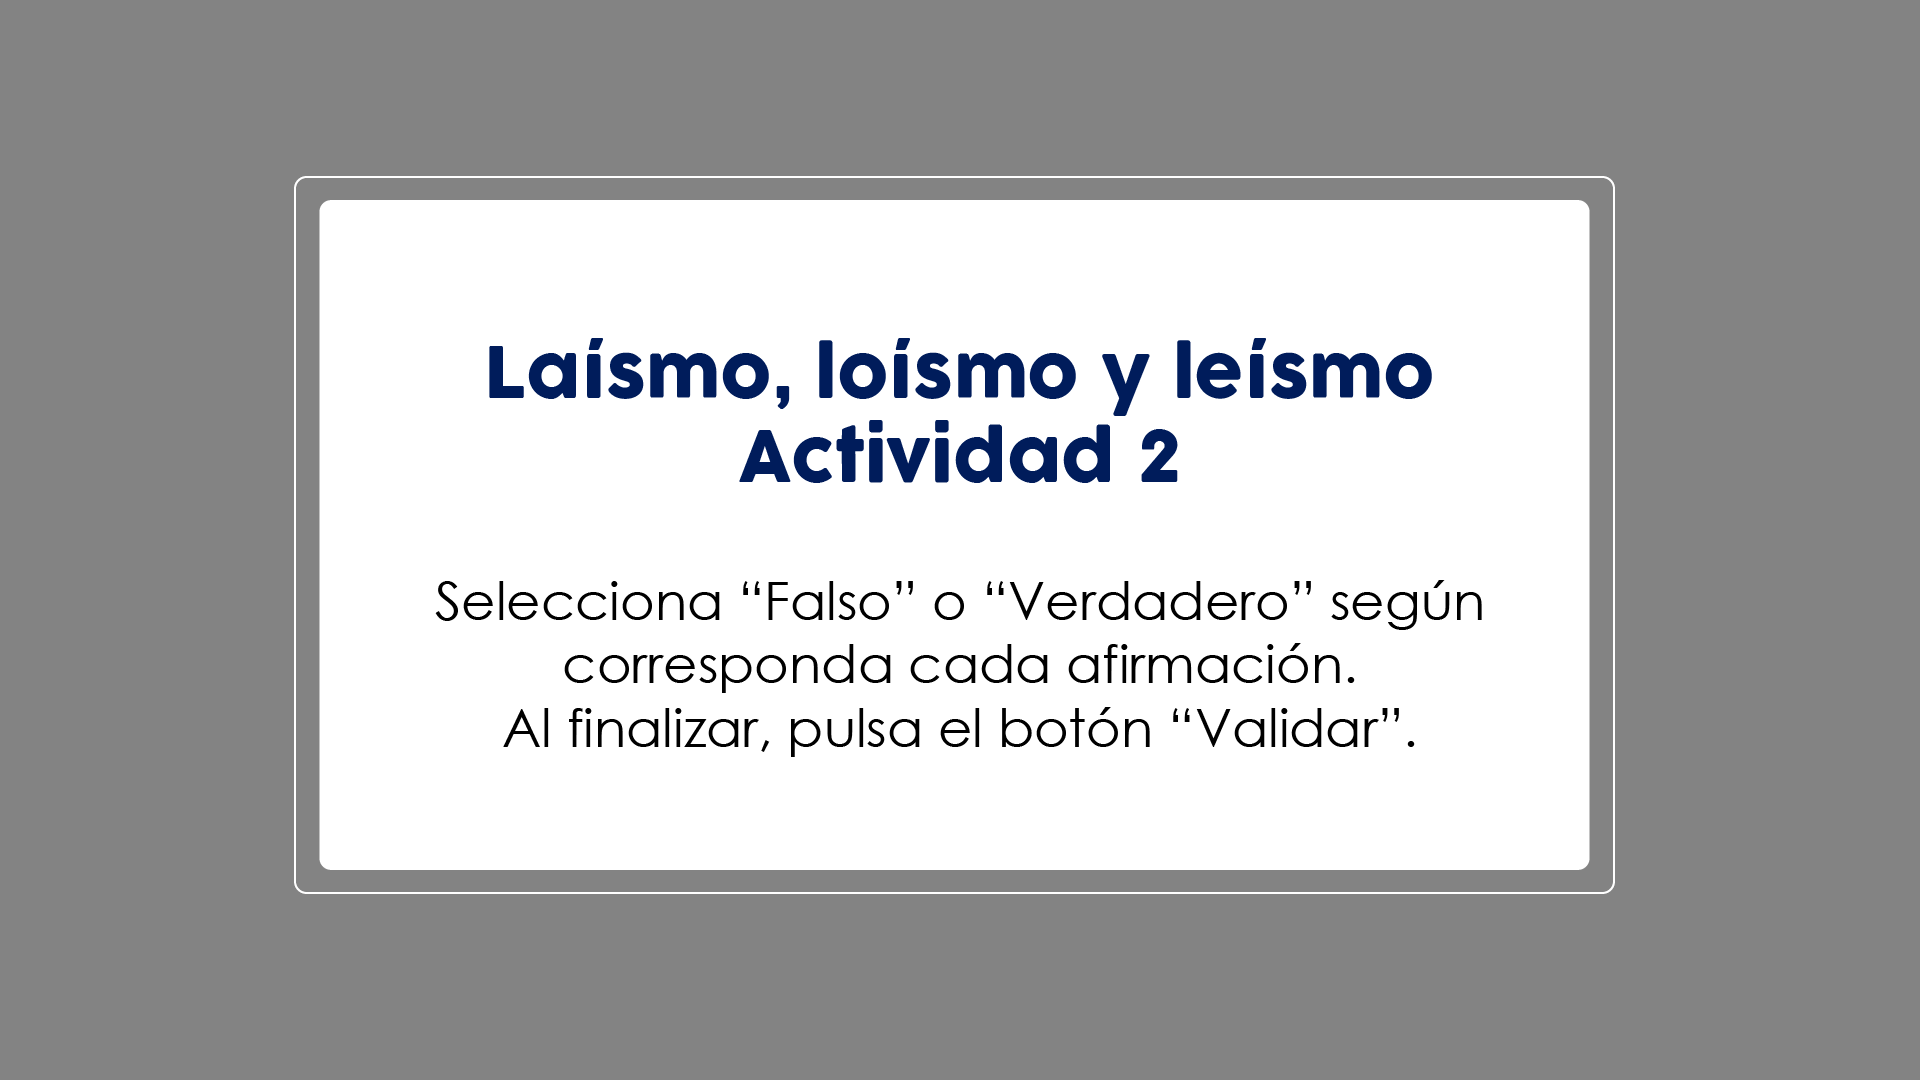 Laísmo, loísmo y leísmo
Actividad 2
Selecciona “Falso” o “Verdadero” según
corresponda cada afirmación.
Al finalizar, pulsa el botón “Validar”.